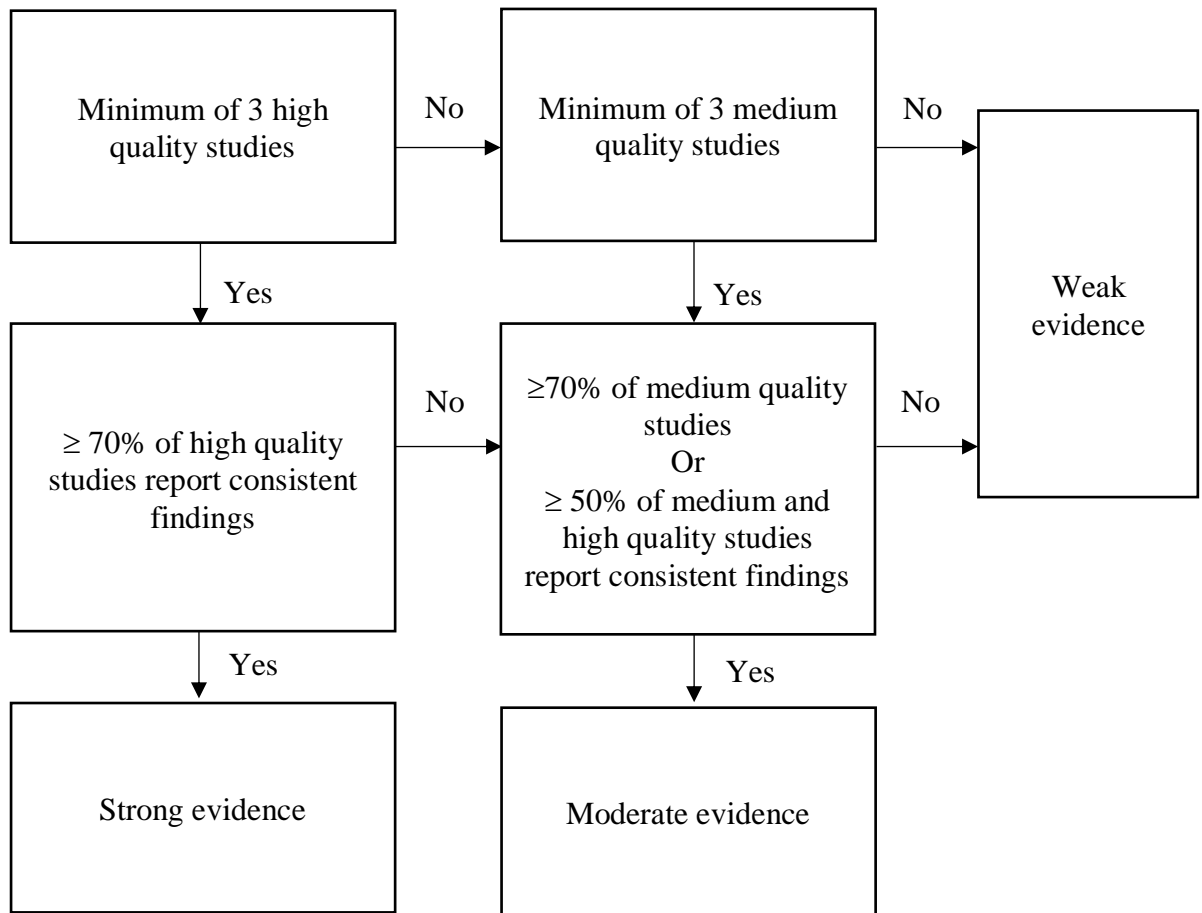 Minimum of 3 high
quality studies
No
Minimum of 3 medium
quality studies
No
Weak
evidence
Yes
Yes
≥ 70% of high quality
studies report consistent
findings
No
≥70% of medium quality
studies
Or
≥ 50% of medium and
high quality studies
report consistent findings
No
Yes
Yes
Strong evidence
Moderate evidence